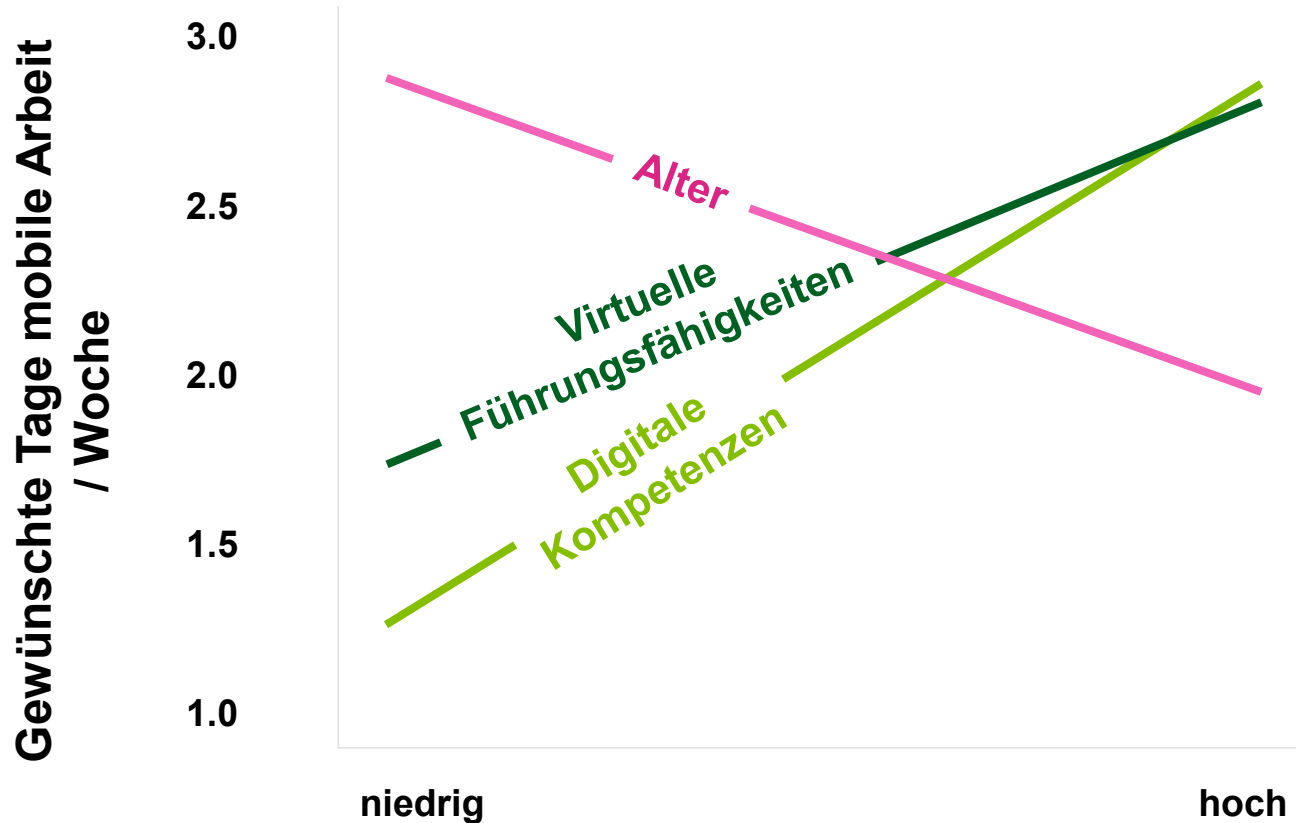 Gewünschte Tage mobile Arbeit
/ Woche
3.0
2.5
2.0
1.5
1.0
Alter
Virtuelle
Führungsfähigkeiten
Digitale
Kompetenzen
niedrig
hoch